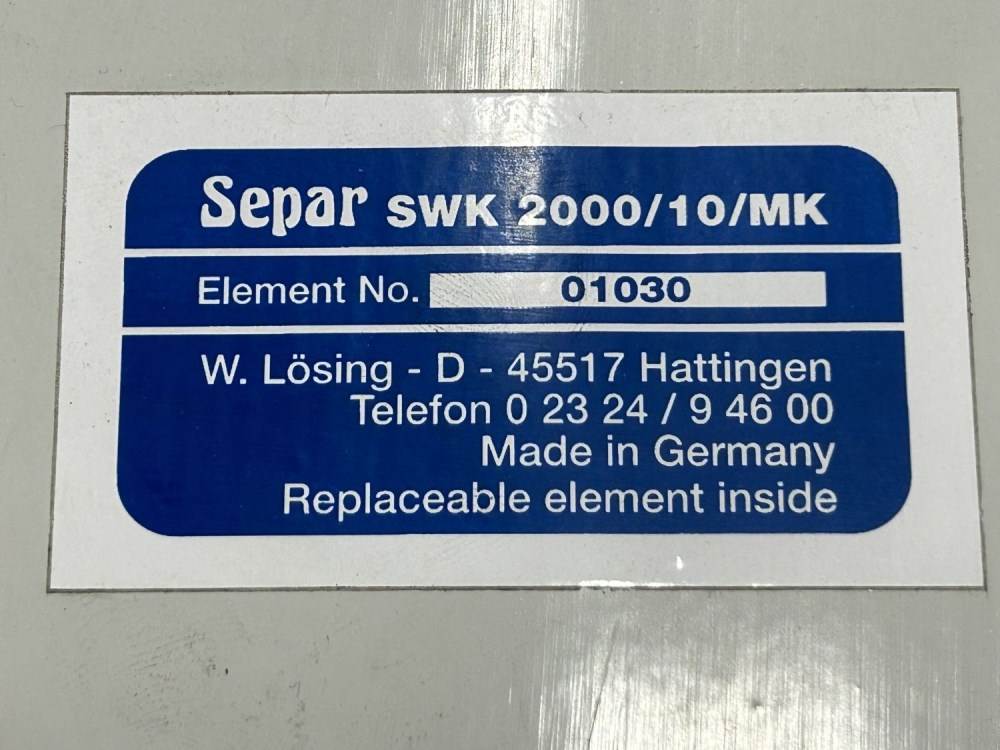 Separ SWK 2000/10/MK
Element No. 01030
W. Lösing - D - 45517 Hattingen
Telefon 0 23 24 / 9 46 00
Made in Germany
Replaceable element inside